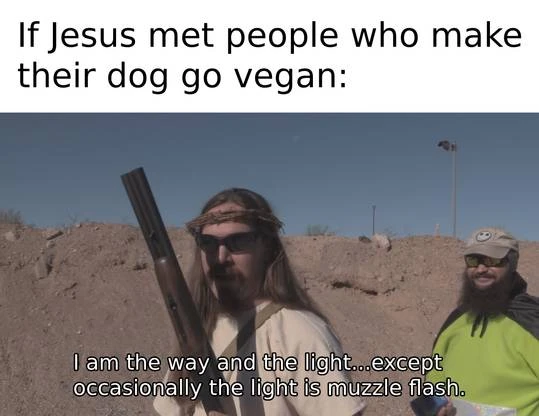 If Jesus met people who make
their dog go vegan:
I am the way and the light...except
occasionally the light is muzzle flash.